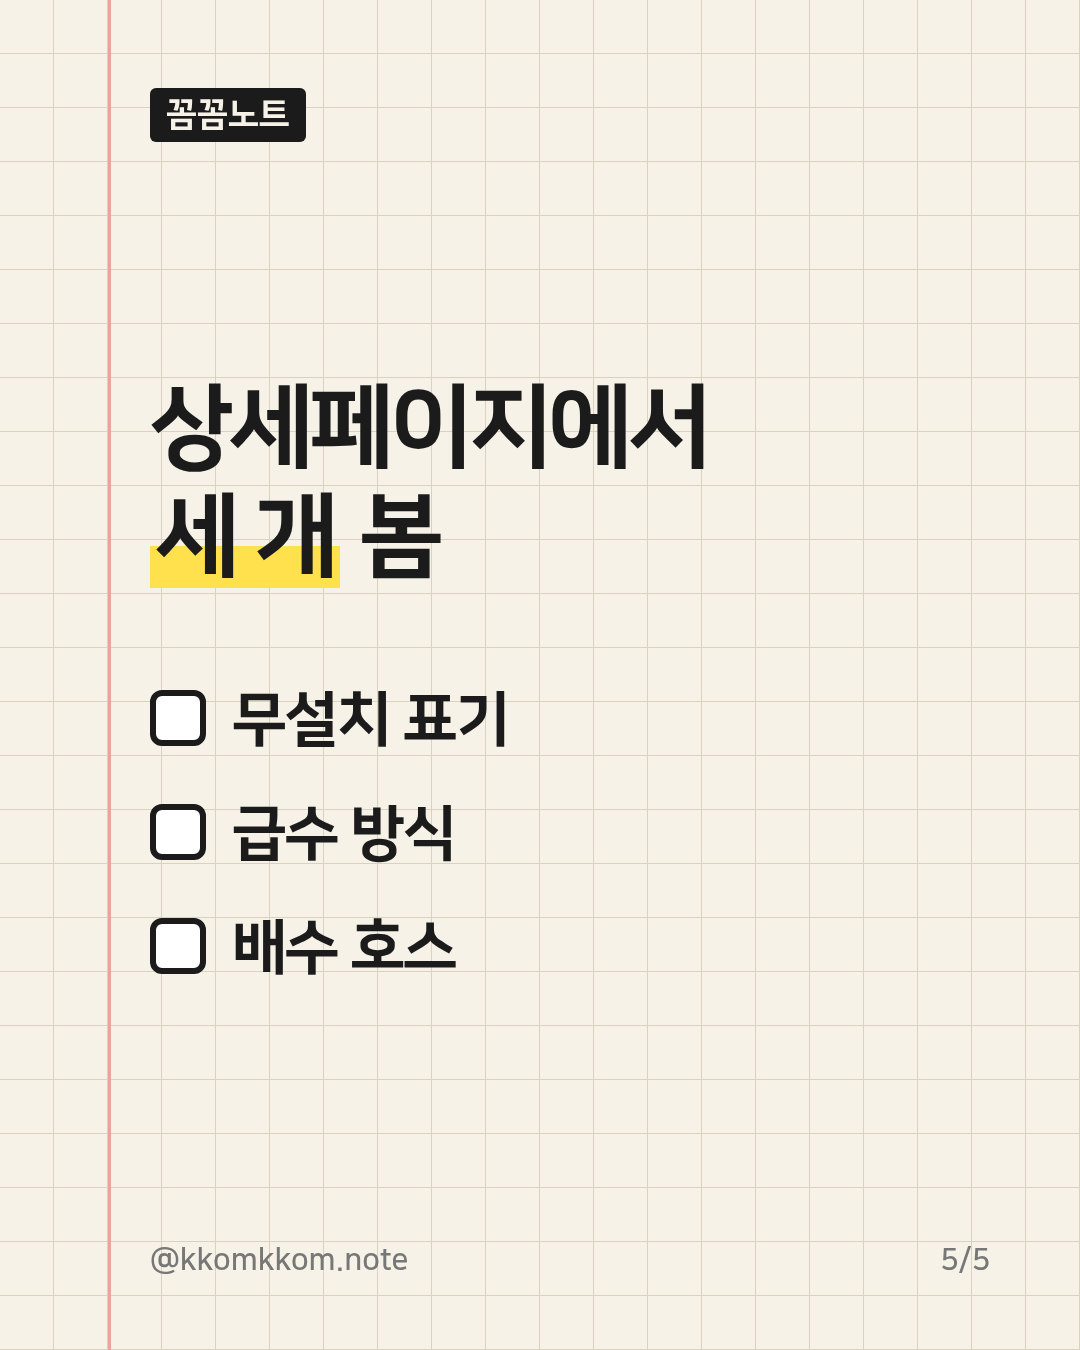 꼼꼼노트
상세페이지에서
세 개 봄
무설치 표기
급수 방식
배수 호스
@kkomkkom.note
5/5